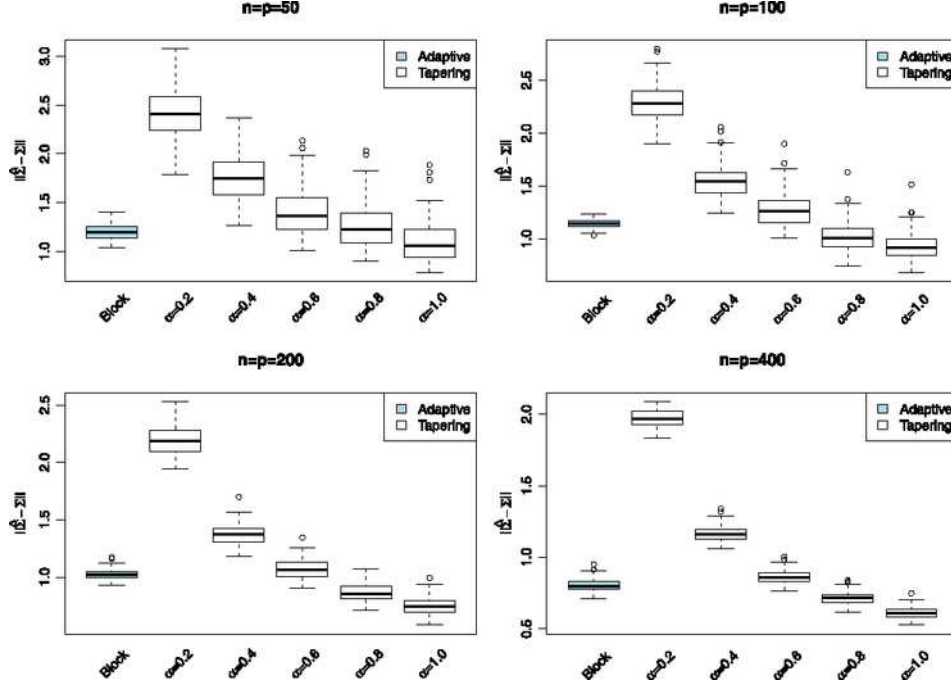 n=p=50
Adaptive
Tapering
||Σ̂−Σ||
3.0
2.5
2.0
1.5
1.0
Block
α=0.2
α=0.4
α=0.6
α=0.8
α=1.0
n=p=100
Adaptive
Tapering
||Σ̂−Σ||
2.5
2.0
1.5
1.0
Block
α=0.2
α=0.4
α=0.6
α=0.8
α=1.0
n=p=200
Adaptive
Tapering
||Σ̂−Σ||
2.5
2.0
1.5
1.0
Block
α=0.2
α=0.4
α=0.6
α=0.8
α=1.0
n=p=400
Adaptive
Tapering
||Σ̂−Σ||
2.0
1.5
1.0
0.5
Block
α=0.2
α=0.4
α=0.6
α=0.8
α=1.0